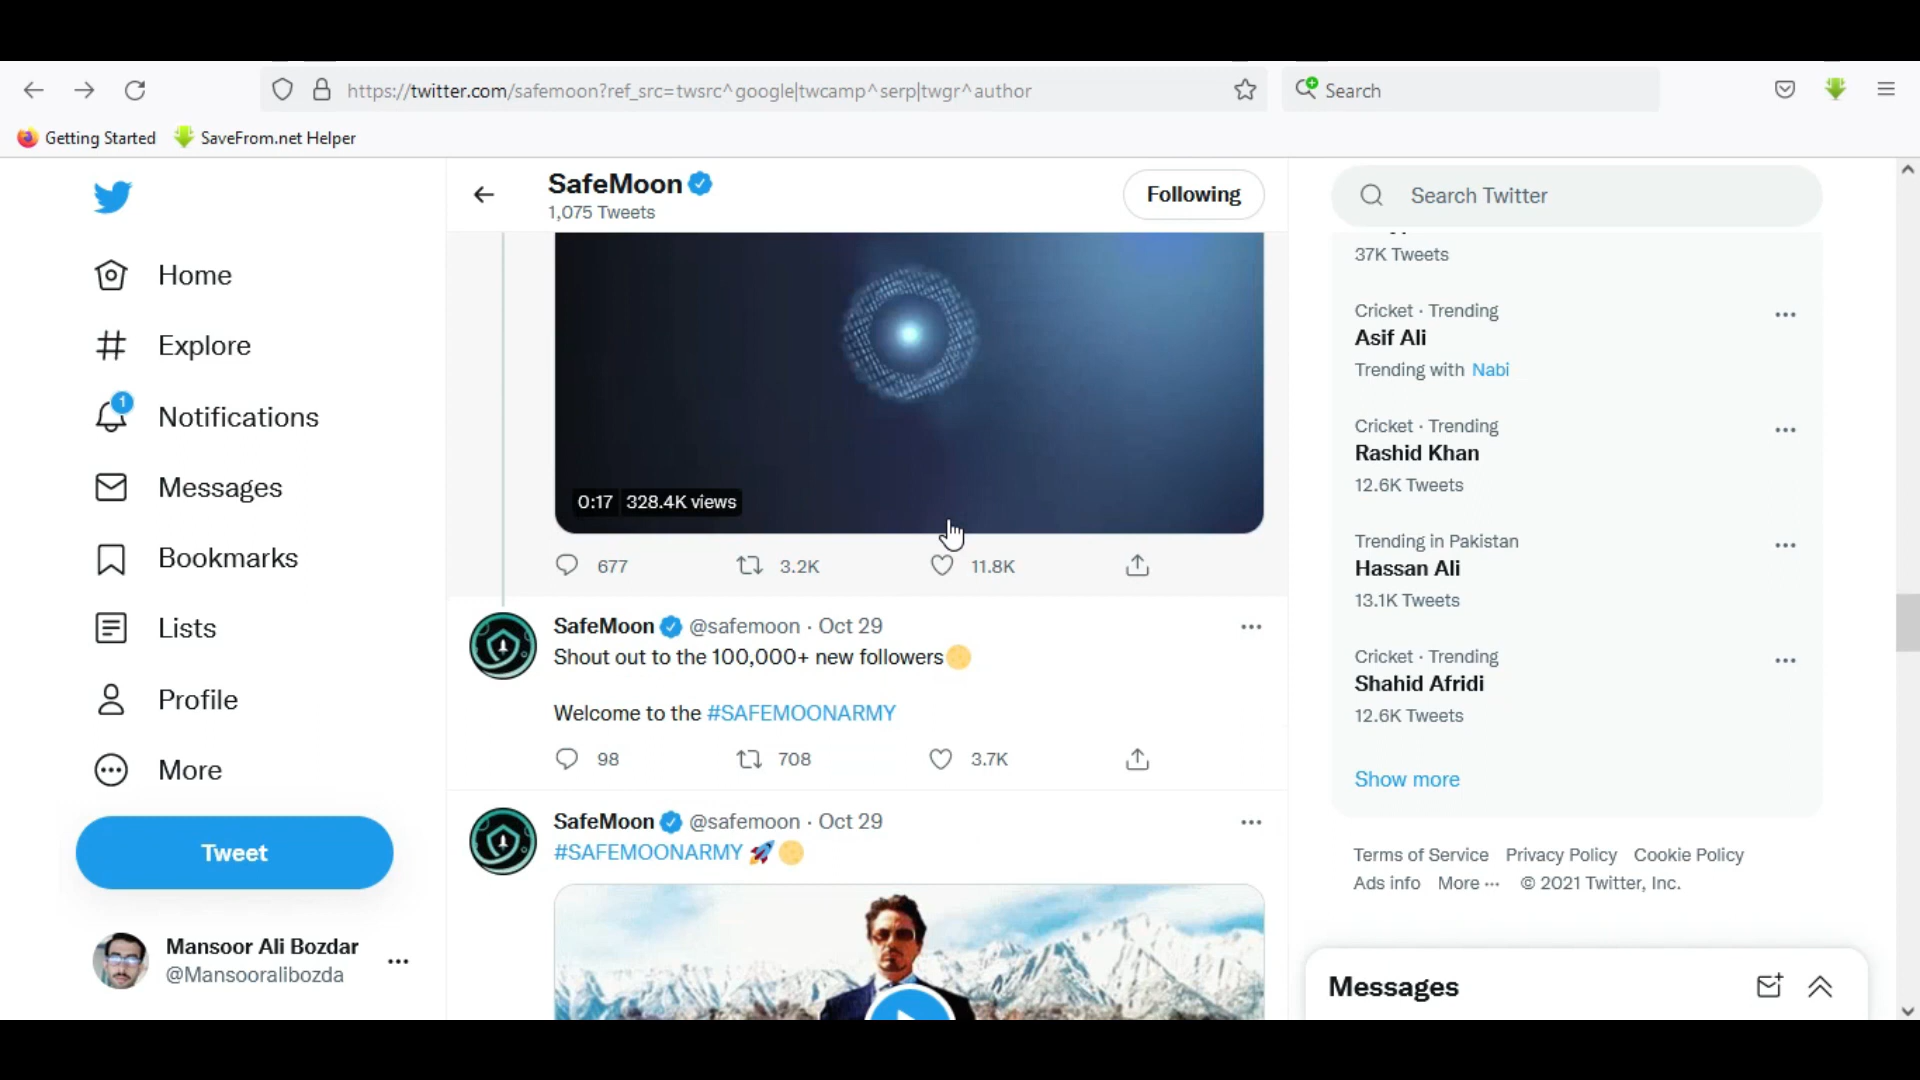 https://twitter.com/safemoon?ref_src=twsrc^google|twcamp^serp|twgr^author
Search
Getting Started
SaveFrom.net Helper
Home
Explore
1
Notifications
Messages
Bookmarks
Lists
Profile
More
Tweet
Mansoor Ali Bozdar
@Mansooralibozda
SafeMoon
1,075 Tweets
Following
0:17 328.4K views
677 3.2K 11.8K
SafeMoon @safemoon · Oct 29
Shout out to the 100,000+ new followers
Welcome to the #SAFEMOONARMY
98 708 3.7K
SafeMoon @safemoon · Oct 29
#SAFEMOONARMY
Search Twitter
37K Tweets
Cricket · Trending
Asif Ali
Trending with Nabi
Cricket · Trending
Rashid Khan
12.6K Tweets
Trending in Pakistan
Hassan Ali
13.1K Tweets
Cricket · Trending
Shahid Afridi
12.6K Tweets
Show more
Terms of Service Privacy Policy Cookie Policy
Ads info More ··· © 2021 Twitter, Inc.
Messages